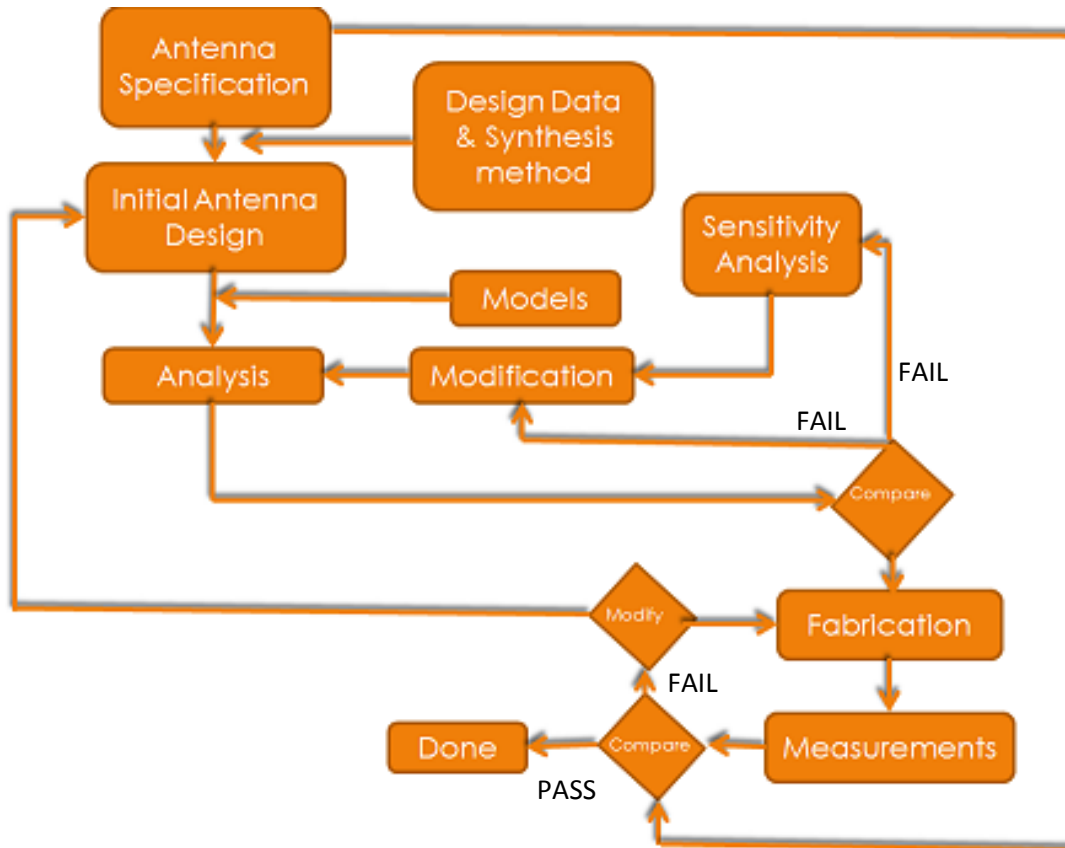 Antenna
Specification
Design Data
& Synthesis
method
Initial Antenna
Design
Sensitivity
Analysis
Models
Analysis
Modification
FAIL
FAIL
Compare
Modify
Fabrication
FAIL
Done
Compare
Measurements
PASS